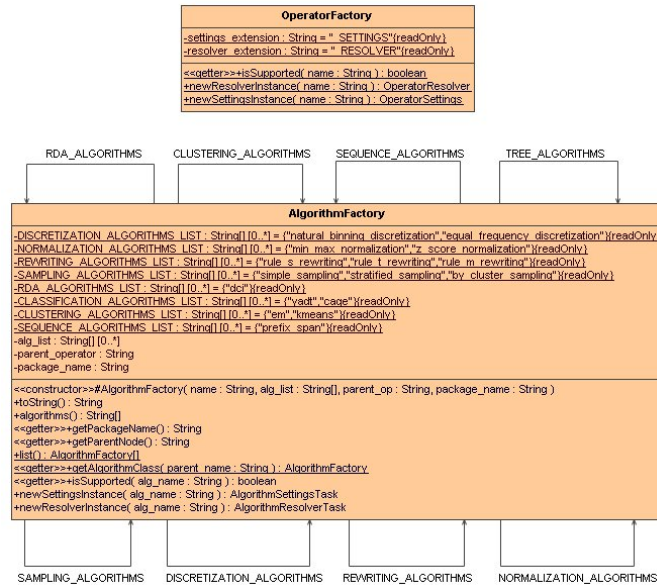 OperatorFactory
-settings_extension : String = "_SETTINGS"{readOnly}
-resolver_extension : String = "_RESOLVER"{readOnly}
<<getter>>+isSupported( name : String ) : boolean
+newResolverInstance( name : String ) : OperatorResolver
+newSettingsInstance( name : String ) : OperatorSettings
RDA_ALGORITHMS CLUSTERING_ALGORITHMS SEQUENCE_ALGORITHMS TREE_ALGORITHMS
AlgorithmFactory
-DISCRETIZATION_ALGORITHMS_LIST : String[] [0..*] = {"natural_binning_discretization","equal_frequency_discretization"}{readOnly
-NORMALIZATION_ALGORITHMS_LIST : String[] [0..*] = {"min_max_normalization","z_score_normalization"}{readOnly}
-REWRITING_ALGORITHMS_LIST : String[] [0..*] = {"rule_s_rewriting","rule_t_rewriting","rule_m_rewriting"}{readOnly}
-SAMPLING_ALGORITHMS_LIST : String[] [0..*] = {"simple_sampling","stratified_sampling","by_cluster_sampling"}{readOnly}
-RDA_ALGORITHMS_LIST : String[] [0..*] = {"dci"}{readOnly}
-CLASSIFICATION_ALGORITHMS_LIST : String[] [0..*] = {"yadt","cage"}{readOnly}
-CLUSTERING_ALGORITHMS_LIST : String[] [0..*] = {"em","kmeans"}{readOnly}
-SEQUENCE_ALGORITHMS_LIST : String[] [0..*] = {"prefix_span"}{readOnly}
-alg_list : String[] [0..*]
-parent_operator : String
-package_name : String
<<constructor>>#AlgorithmFactory( name : String, alg_list : String[], parent_op : String, package_name : String )
+toString() : String
+algorithms() : String[]
<<getter>>+getPackageName() : String
<<getter>>+getParentNode() : String
+list() : AlgorithmFactory[]
<<getter>>+getAlgorithmClass( parent_name : String ) : AlgorithmFactory
<<getter>>+isSupported( alg_name : String ) : boolean
+newSettingsInstance( alg_name : String ) : AlgorithmSettingsTask
+newResolverInstance( alg_name : String ) : AlgorithmResolverTask
SAMPLING_ALGORITHMS DISCRETIZATION_ALGORITHMS REWRITING_ALGORITHMS NORMALIZATION_ALGORITHMS